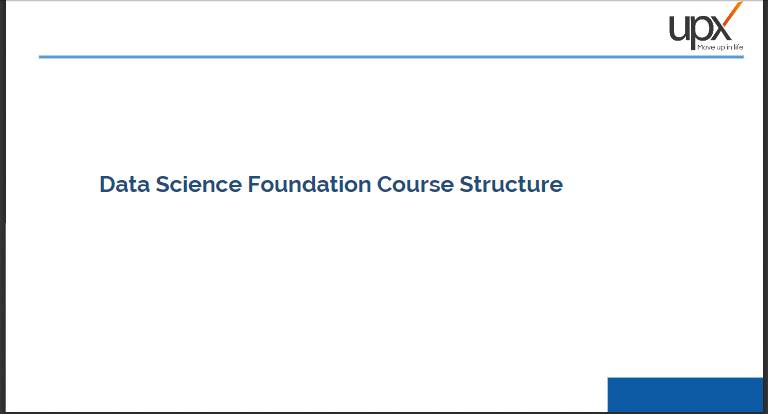 upx
Move up in life
Data Science Foundation Course Structure